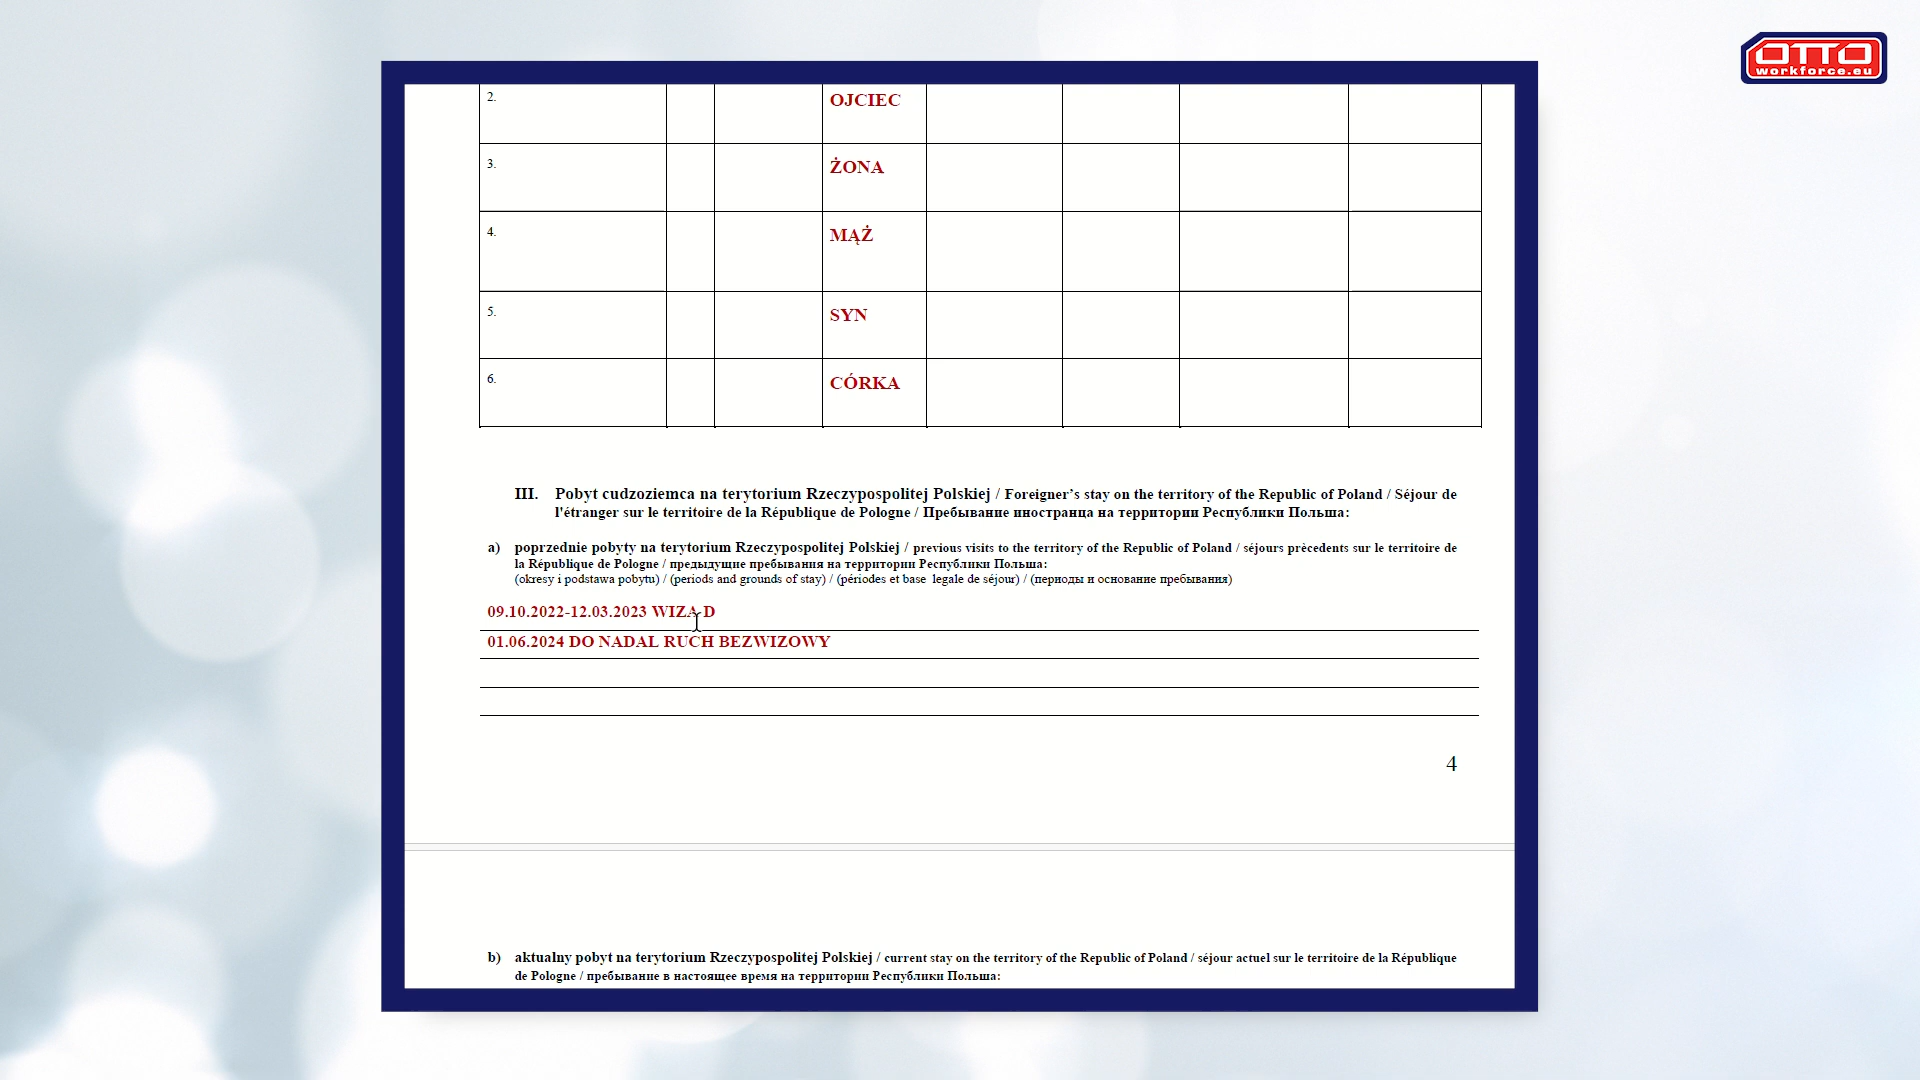 OTTO
workforce.eu
2. OJCIEC
3. ŻONA
4. MĄŻ
5. SYN
6. CÓRKA
III. Pobyt cudzoziemca na terytorium Rzeczypospolitej Polskiej / Foreigner's stay on the territory of the Republic of Poland / Séjour de
l'étranger sur le territoire de la République de Pologne / Пребывание иностранца на территории Республики Польша:
a) poprzednie pobyty na terytorium Rzeczypospolitej Polskiej / previous visits to the territory of the Republic of Poland / séjours prècedents sur le territoire de
la République de Pologne / предыдущие пребывания на территории Республики Польша:
(okresy i podstawa pobytu) / (periods and grounds of stay) / (périodes et base legale de séjour) / (периоды и основание пребывания)
09.10.2022-12.03.2023 WIZA D
01.06.2024 DO NADAL RUCH BEZWIZOWY
4
b) aktualny pobyt na terytorium Rzeczypospolitej Polskiej / current stay on the territory of the Republic of Poland / séjour actuel sur le territoire de la République
de Pologne / пребывание в настоящее время на территории Республики Польша: